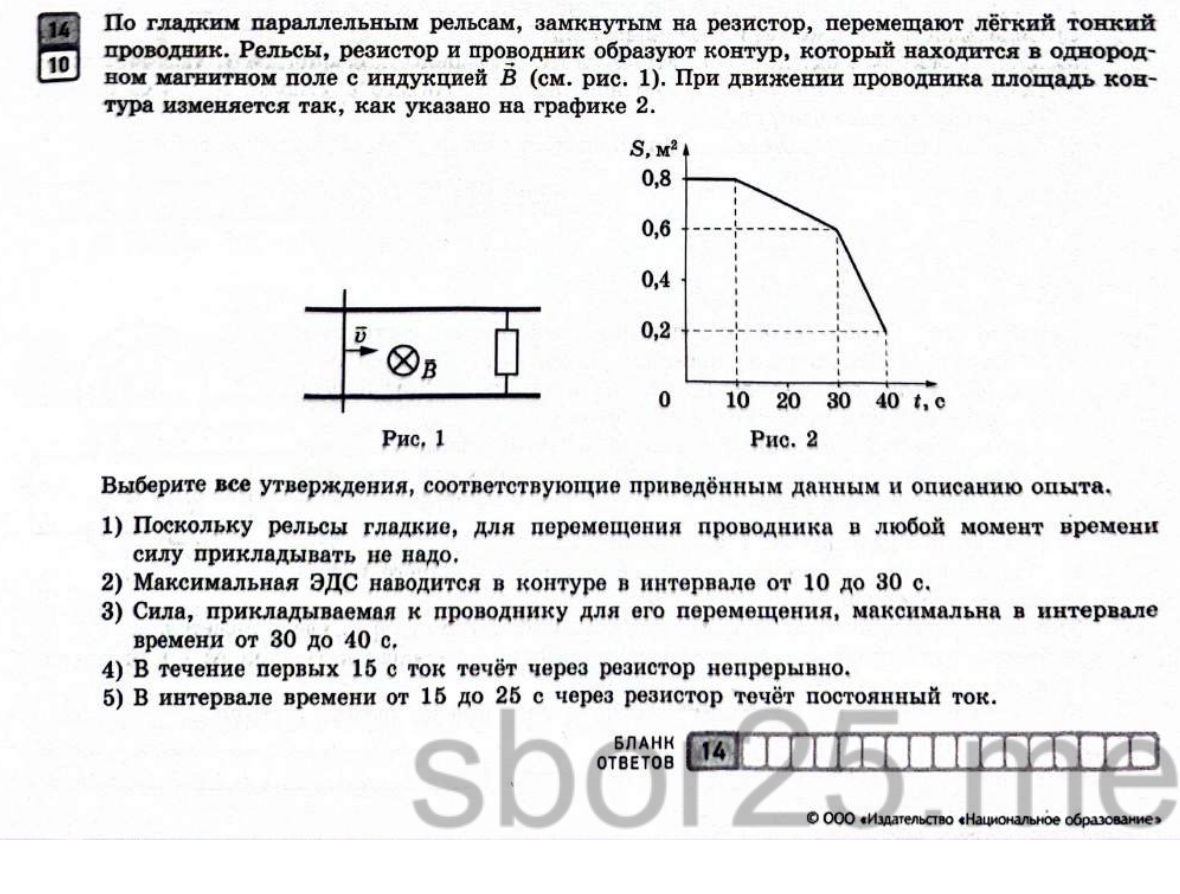 14
10
По гладким параллельным рельсам, замкнутым на резистор, перемещают лёгкий тонкий
проводник. Рельсы, резистор и проводник образуют контур, который находится в однород-
ном магнитном поле с индукцией B⃗ (см. рис. 1). При движении проводника площадь кон-
тура изменяется так, как указано на графике 2.
S, м²
0,8
0,6
0,4
0,2
0 10 20 30 40 t, с
υ⃗
B⃗
Рис. 1
Рис. 2
Выберите все утверждения, соответствующие приведённым данным и описанию опыта.
1) Поскольку рельсы гладкие, для перемещения проводника в любой момент времени
силу прикладывать не надо.
2) Максимальная ЭДС наводится в контуре в интервале от 10 до 30 с.
3) Сила, прикладываемая к проводнику для его перемещения, максимальна в интервале
времени от 30 до 40 с.
4) В течение первых 15 с ток течёт через резистор непрерывно.
5) В интервале времени от 15 до 25 с через резистор течёт постоянный ток.
БЛАНК
ОТВЕТОВ
14
sbor25.me
© ООО «Издательство «Национальное образование»